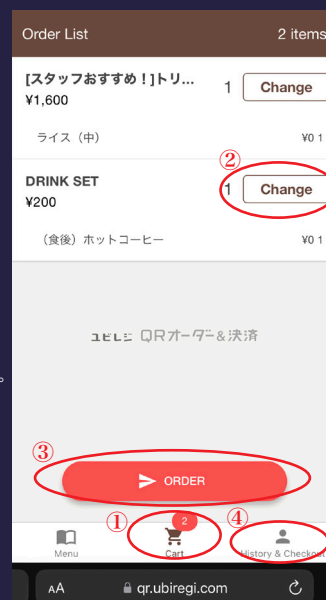 Order List 2 items
[スタッフおすすめ！]トリ... 1 Change
¥1,600
ライス（中） ¥0 1
②
DRINK SET 1 Change
¥200
（食後）ホットコーヒー ¥0 1
ユビレジ QRオーダー&決済
。
③
ORDER
① 2 ④
Menu Cart History & Checkout
AA qr.ubiregi.com